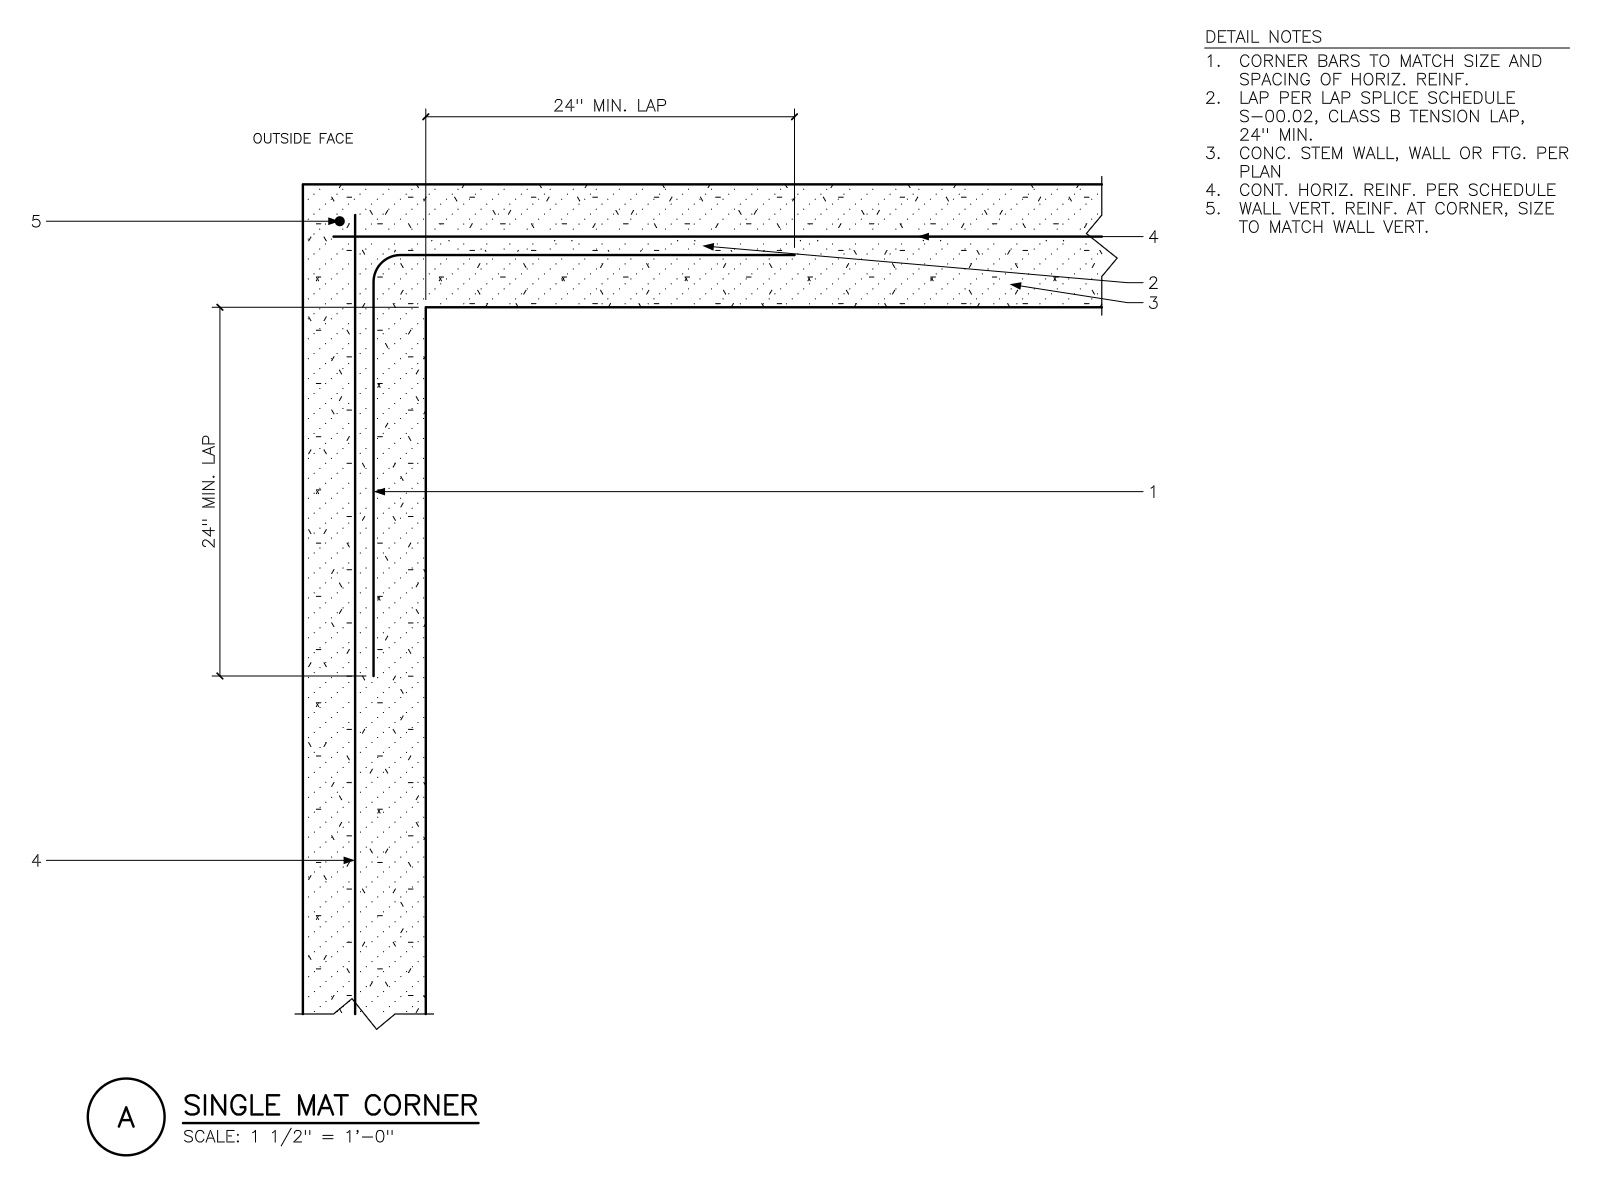 DETAIL NOTES
1. CORNER BARS TO MATCH SIZE AND
SPACING OF HORIZ. REINF.
2. LAP PER LAP SPLICE SCHEDULE
S-00.02, CLASS B TENSION LAP,
24" MIN.
3. CONC. STEM WALL, WALL OR FTG. PER
PLAN
4. CONT. HORIZ. REINF. PER SCHEDULE
5. WALL VERT. REINF. AT CORNER, SIZE
TO MATCH WALL VERT.
24" MIN. LAP
OUTSIDE FACE
5
4
2
3
24" MIN. LAP
1
4
A
SINGLE MAT CORNER
SCALE: 1 1/2" = 1'-0"